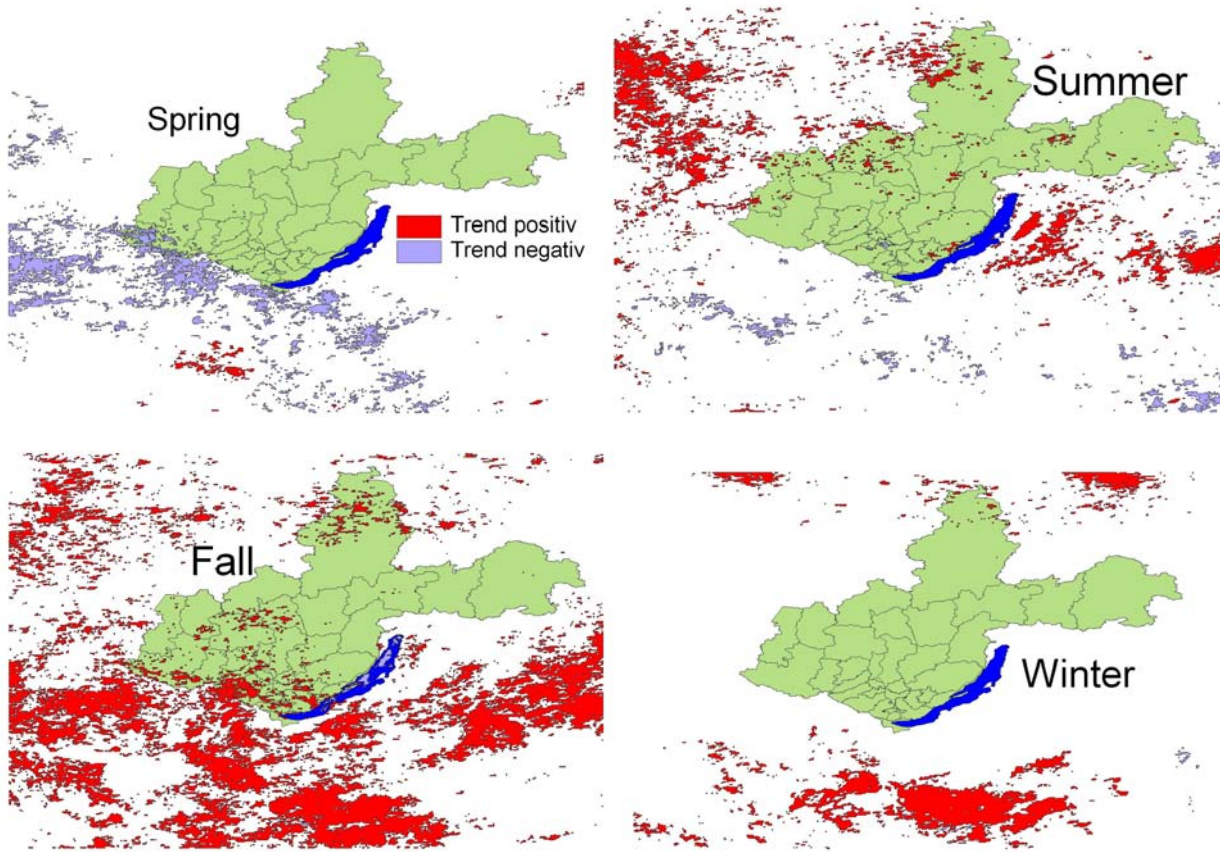 Spring
Summer
Trend positiv
Trend negativ
Fall
Winter